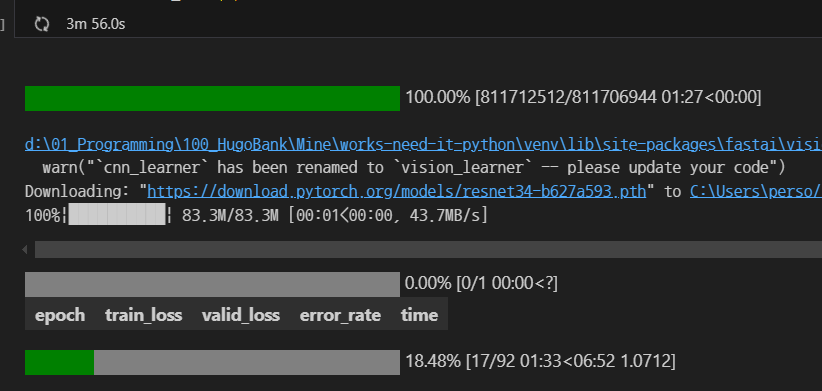 3m 56.0s
100.00% [811712512/811706944 01:27<00:00]
d:\01_Programming\100_HugoBank\Mine\works-need-it-python\venv\lib\site-packages\fastai\visi
warn("`cnn_learner` has been renamed to `vision_learner` -- please update your code")
Downloading: "https://download.pytorch.org/models/resnet34-b627a593.pth" to C:\Users\perso/
100%|██████████| 83.3M/83.3M [00:01<00:00, 43.7MB/s]
0.00% [0/1 00:00<?]
epoch train_loss valid_loss error_rate time
18.48% [17/92 01:33<06:52 1.0712]